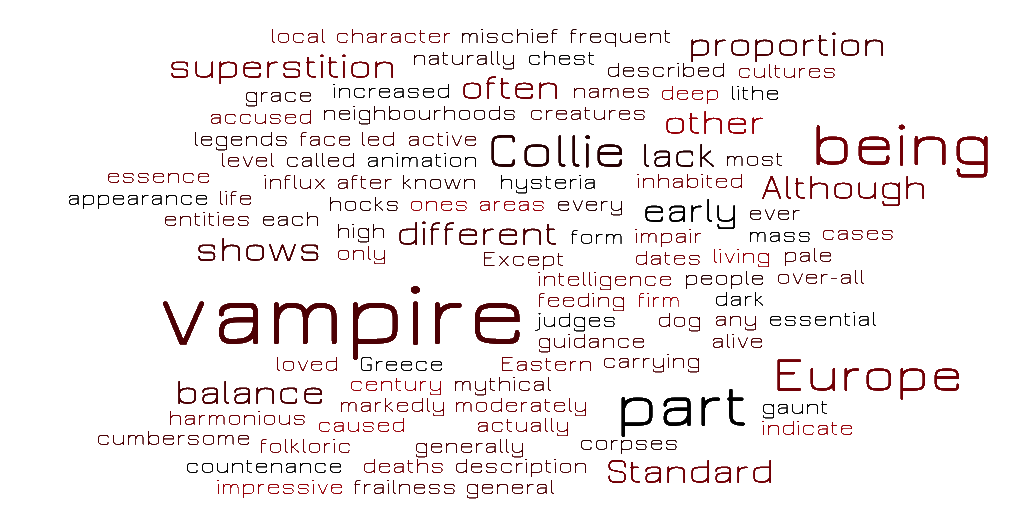 local character mischief frequent
proportion
superstition
naturally chest
described cultures
grace increased often names deep lithe
accused neighbourhoods creatures
other
legends face led active
Collie lack most
being
level called animation
essence
influx after known hysteria inhabited
Although
appearance life
hocks ones areas every
early ever
entities each
high different form impair mass cases
shows only
Except
dates living pale
intelligence people over-all
vampire
feeding firm dark
judges dog any essential
guidance alive
loved Greece Eastern carrying
Europe
balance
century mythical
part
markedly moderately
gaunt
harmonious caused actually
indicate
cumbersome folkloric generally corpses
countenance deaths description
Standard
impressive frailness general